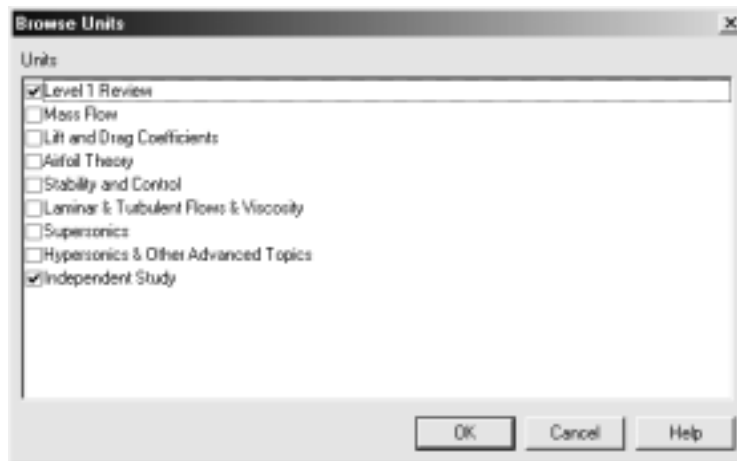 Browse Units
Units
Level 1 Review
Mass Flow
Lift and Drag Coefficients
Airfoil Theory
Stability and Control
Laminar & Turbulent Flows & Viscosity
Supersonics
Hypersonics & Other Advanced Topics
Independent Study
OK Cancel Help